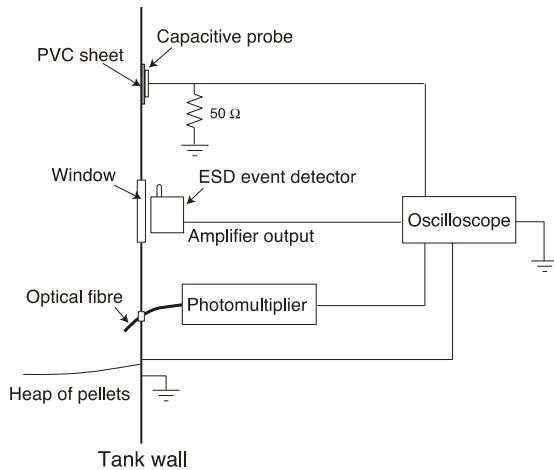 Capacitive probe
PVC sheet
50 Ω
Window
ESD event detector
Oscilloscope
Amplifier output
Optical fibre
Photomultiplier
Heap of pellets
Tank wall